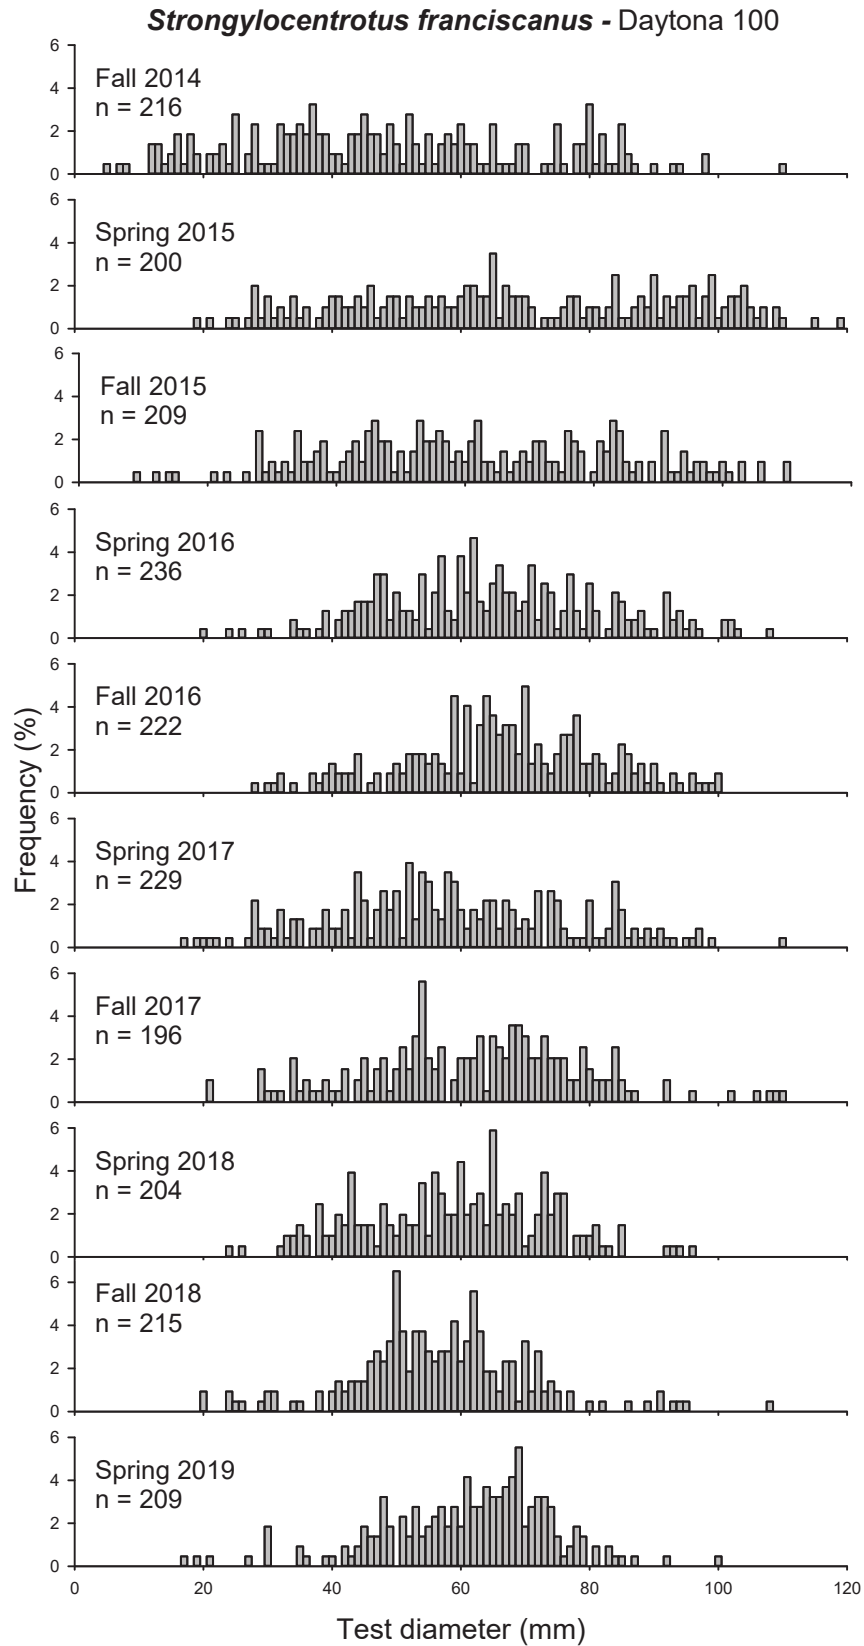 Strongylocentrotus franciscanus - Daytona 100
6
4
2
0
Fall 2014
n = 216
6
4
2
0
Spring 2015
n = 200
6
4
2
0
Fall 2015
n = 209
6
4
2
0
Spring 2016
n = 236
6
4
2
0
Fall 2016
n = 222
Frequency (%)
6
4
2
0
Spring 2017
n = 229
6
4
2
0
Fall 2017
n = 196
6
4
2
0
Spring 2018
n = 204
6
4
2
0
Fall 2018
n = 215
6
4
2
0
Spring 2019
n = 209
0 20 40 60 80 100 120
Test diameter (mm)